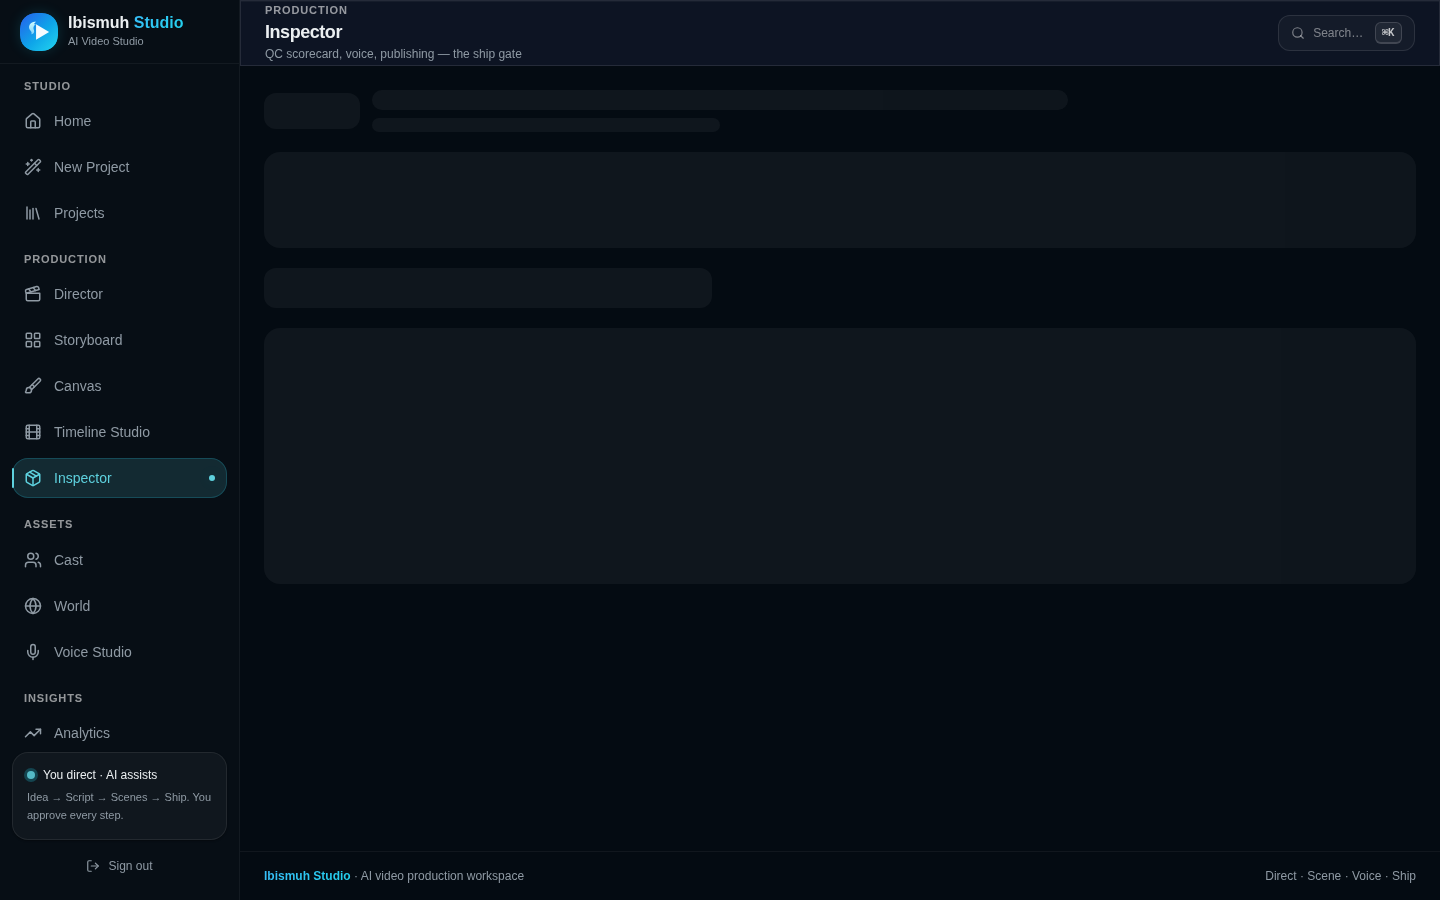 Ibismuh Studio
AI Video Studio
STUDIO
Home
New Project
Projects
PRODUCTION
Director
Storyboard
Canvas
Timeline Studio
Inspector
ASSETS
Cast
World
Voice Studio
INSIGHTS
Analytics
You direct · AI assists
Idea → Script → Scenes → Ship. You
approve every step.
Sign out
PRODUCTION
Inspector
QC scorecard, voice, publishing — the ship gate
Search… ⌘K
Ibismuh Studio · AI video production workspace
Direct · Scene · Voice · Ship